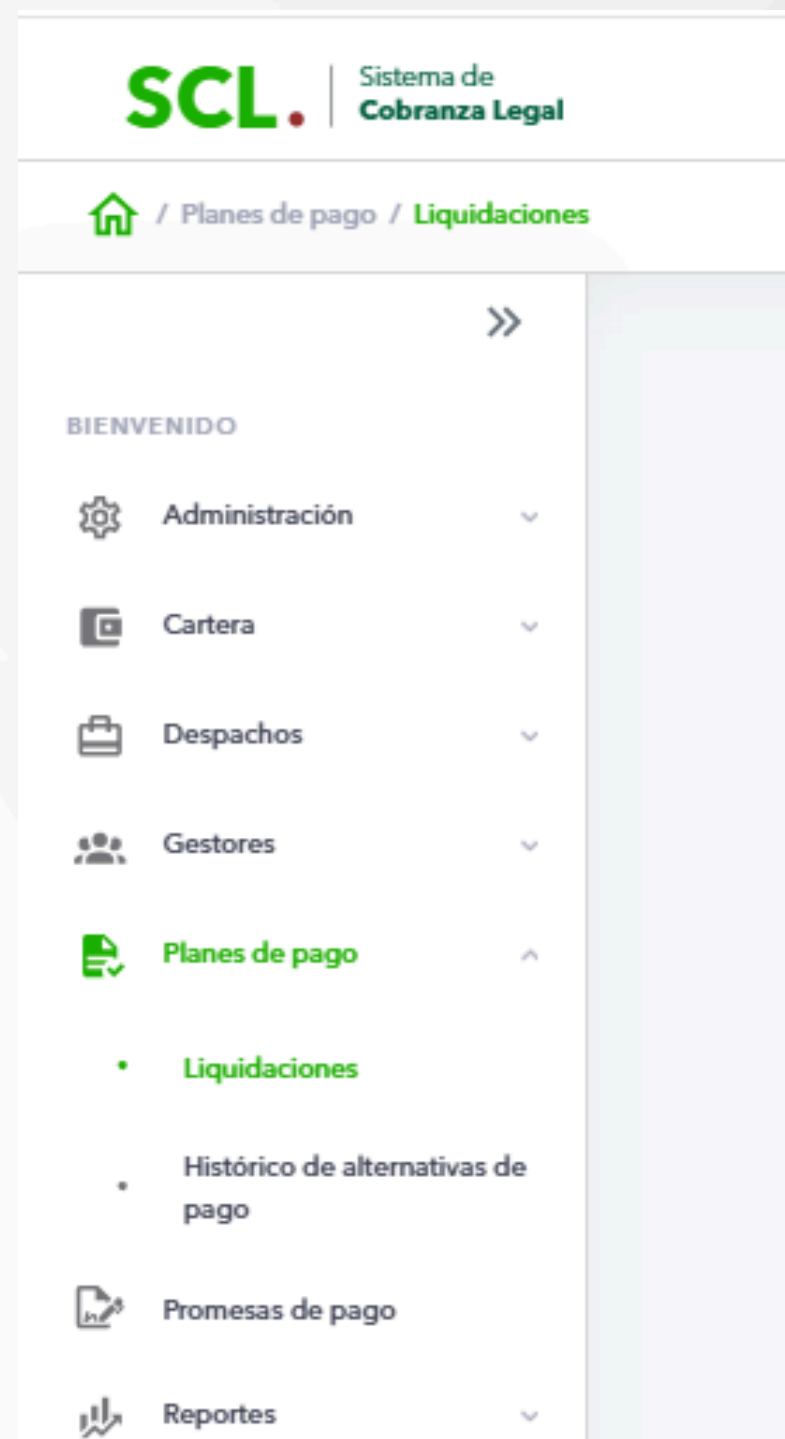 SCL.
Sistema de
Cobranza Legal
/ Planes de pago / Liquidaciones
BIENVENIDO
Administración
Cartera
Despachos
Gestores
Planes de pago
Liquidaciones
Histórico de alternativas de
pago
Promesas de pago
Reportes